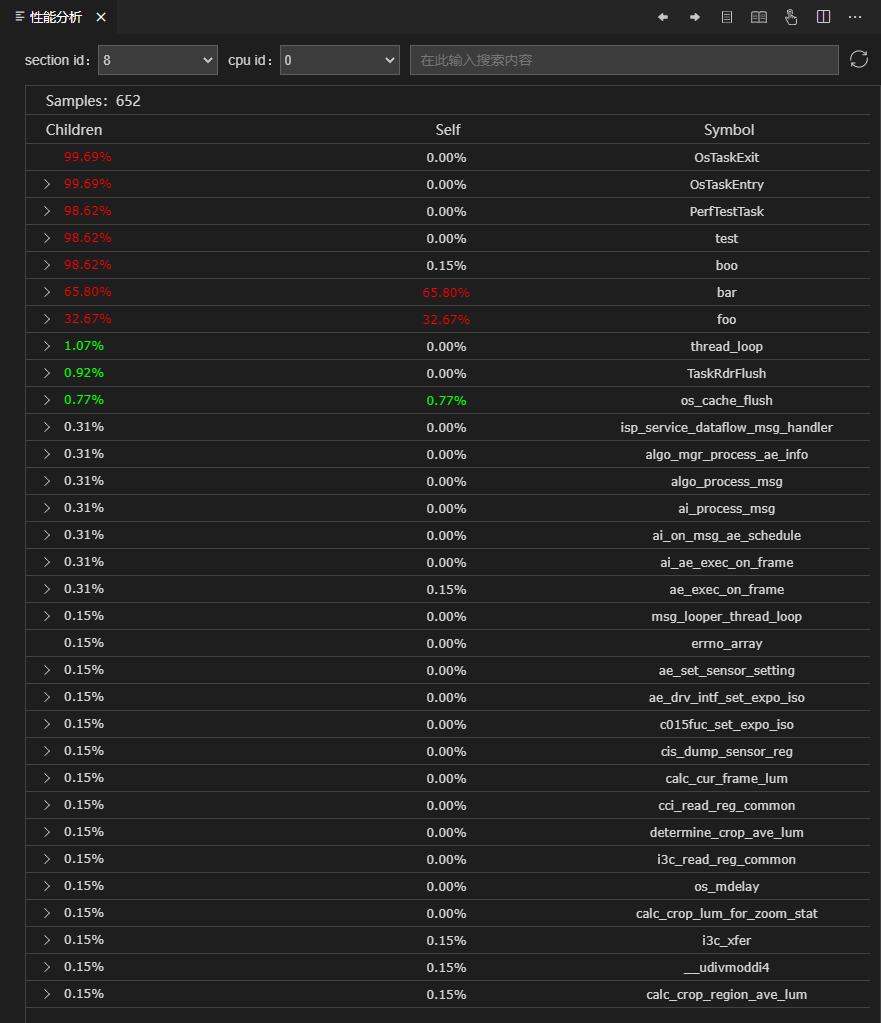 性能分析
section id： 8 cpu id： 0 在此输入搜索内容
Samples：652
Children Self Symbol
99.69% 0.00% OsTaskExit
99.69% 0.00% OsTaskEntry
98.62% 0.00% PerfTestTask
98.62% 0.00% test
98.62% 0.15% boo
65.80% 65.80% bar
32.67% 32.67% foo
1.07% 0.00% thread_loop
0.92% 0.00% TaskRdrFlush
0.77% 0.77% os_cache_flush
0.31% 0.00% isp_service_dataflow_msg_handler
0.31% 0.00% algo_mgr_process_ae_info
0.31% 0.00% algo_process_msg
0.31% 0.00% ai_process_msg
0.31% 0.00% ai_on_msg_ae_schedule
0.31% 0.00% ai_ae_exec_on_frame
0.31% 0.15% ae_exec_on_frame
0.15% 0.00% msg_looper_thread_loop
0.15% 0.00% errno_array
0.15% 0.00% ae_set_sensor_setting
0.15% 0.00% ae_drv_intf_set_expo_iso
0.15% 0.00% c015fuc_set_expo_iso
0.15% 0.00% cis_dump_sensor_reg
0.15% 0.00% calc_cur_frame_lum
0.15% 0.00% cci_read_reg_common
0.15% 0.00% determine_crop_ave_lum
0.15% 0.00% i3c_read_reg_common
0.15% 0.00% os_mdelay
0.15% 0.00% calc_crop_lum_for_zoom_stat
0.15% 0.15% i3c_xfer
0.15% 0.15% __udivmoddi4
0.15% 0.15% calc_crop_region_ave_lum